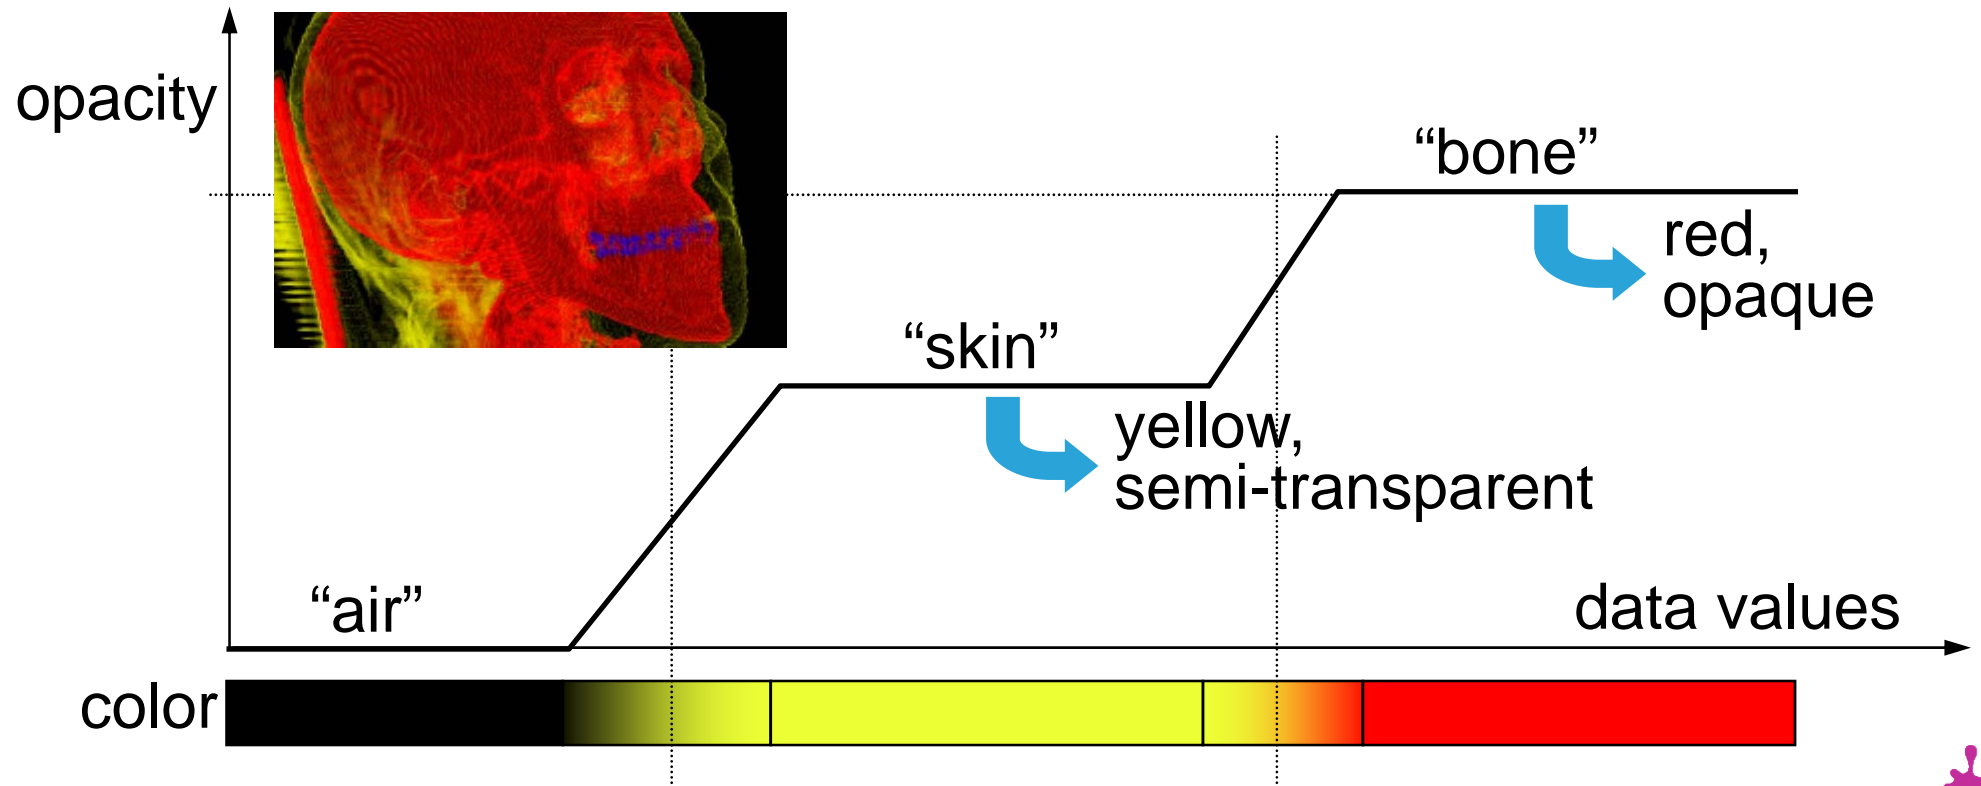 opacity
“bone”
red,
opaque
“skin”
yellow,
semi-transparent
“air”
data values
color